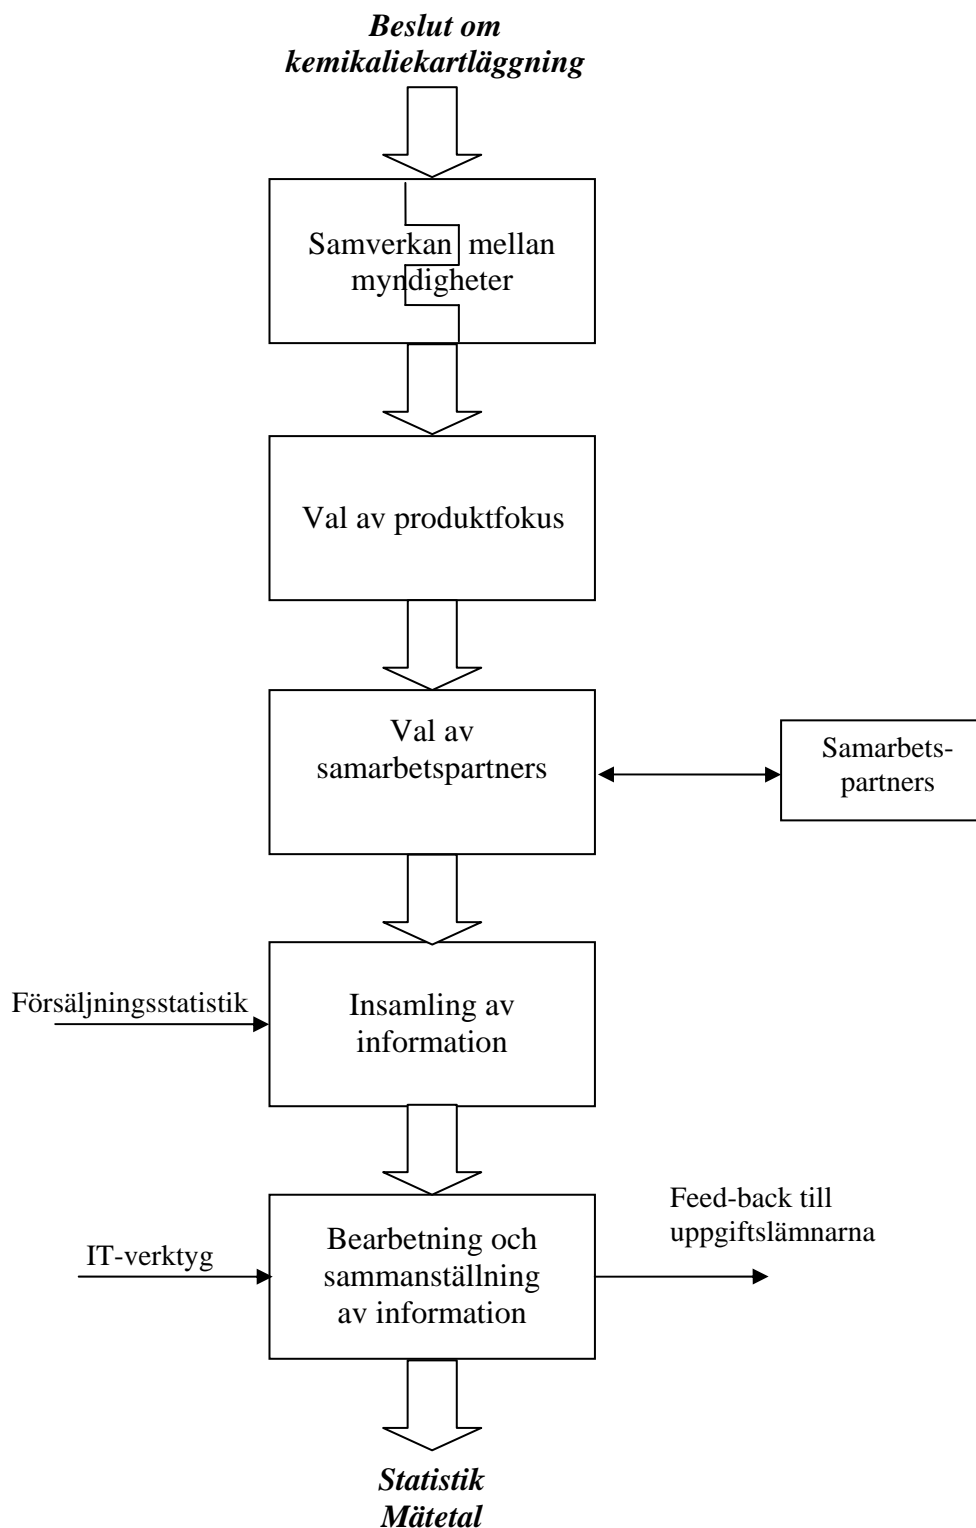 Beslut om
kemikaliekartläggning
Samverkan mellan
myndigheter
Val av produktfokus
Val av
samarbetspartners
Samarbets-
partners
Försäljningsstatistik
Insamling av
information
Feed-back till
uppgiftslämnarna
IT-verktyg
Bearbetning och
sammanställning
av information
Statistik
Mätetal